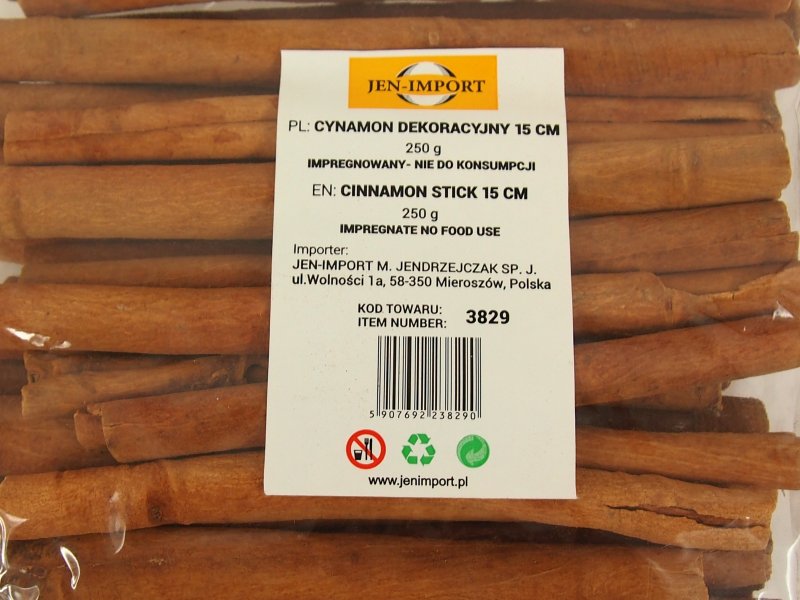 JEN-IMPORT
PL: CYNAMON DEKORACYJNY 15 CM
250 g
IMPREGNOWANY- NIE DO KONSUMPCJI
EN: CINNAMON STICK 15 CM
250 g
IMPREGNATE NO FOOD USE
Importer:
JEN-IMPORT M. JENDRZEJCZAK SP. J.
ul.Wolności 1a, 58-350 Mieroszów, Polska
KOD TOWARU:
ITEM NUMBER: 3829
5 907692 238290
www.jenimport.pl